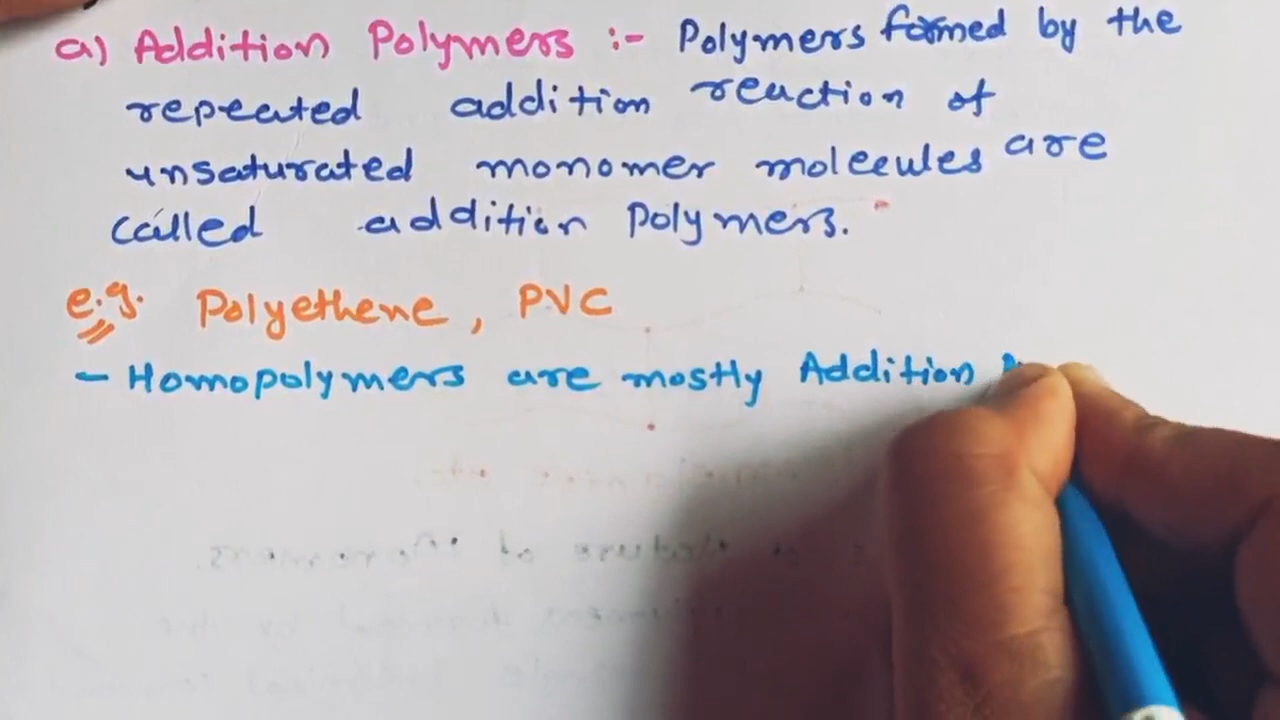 a) Addition Polymers :- Polymers formed by the
repeated addition reaction of
unsaturated monomer molecules are
called addition Polymers.
e.g. Polyethene, PVC
- Homopolymers are mostly Addition